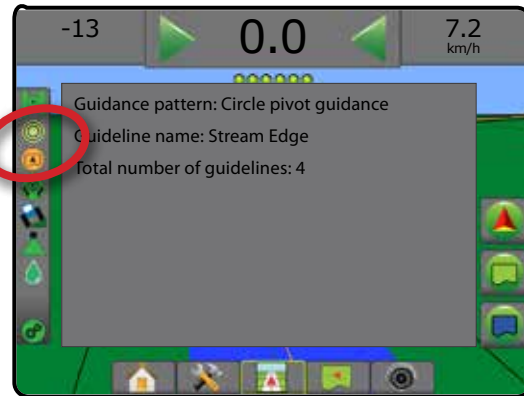 -13
0.0
7.2
km/h
Guidance pattern: Circle pivot guidance
Guideline name: Stream Edge
Total number of guidelines: 4